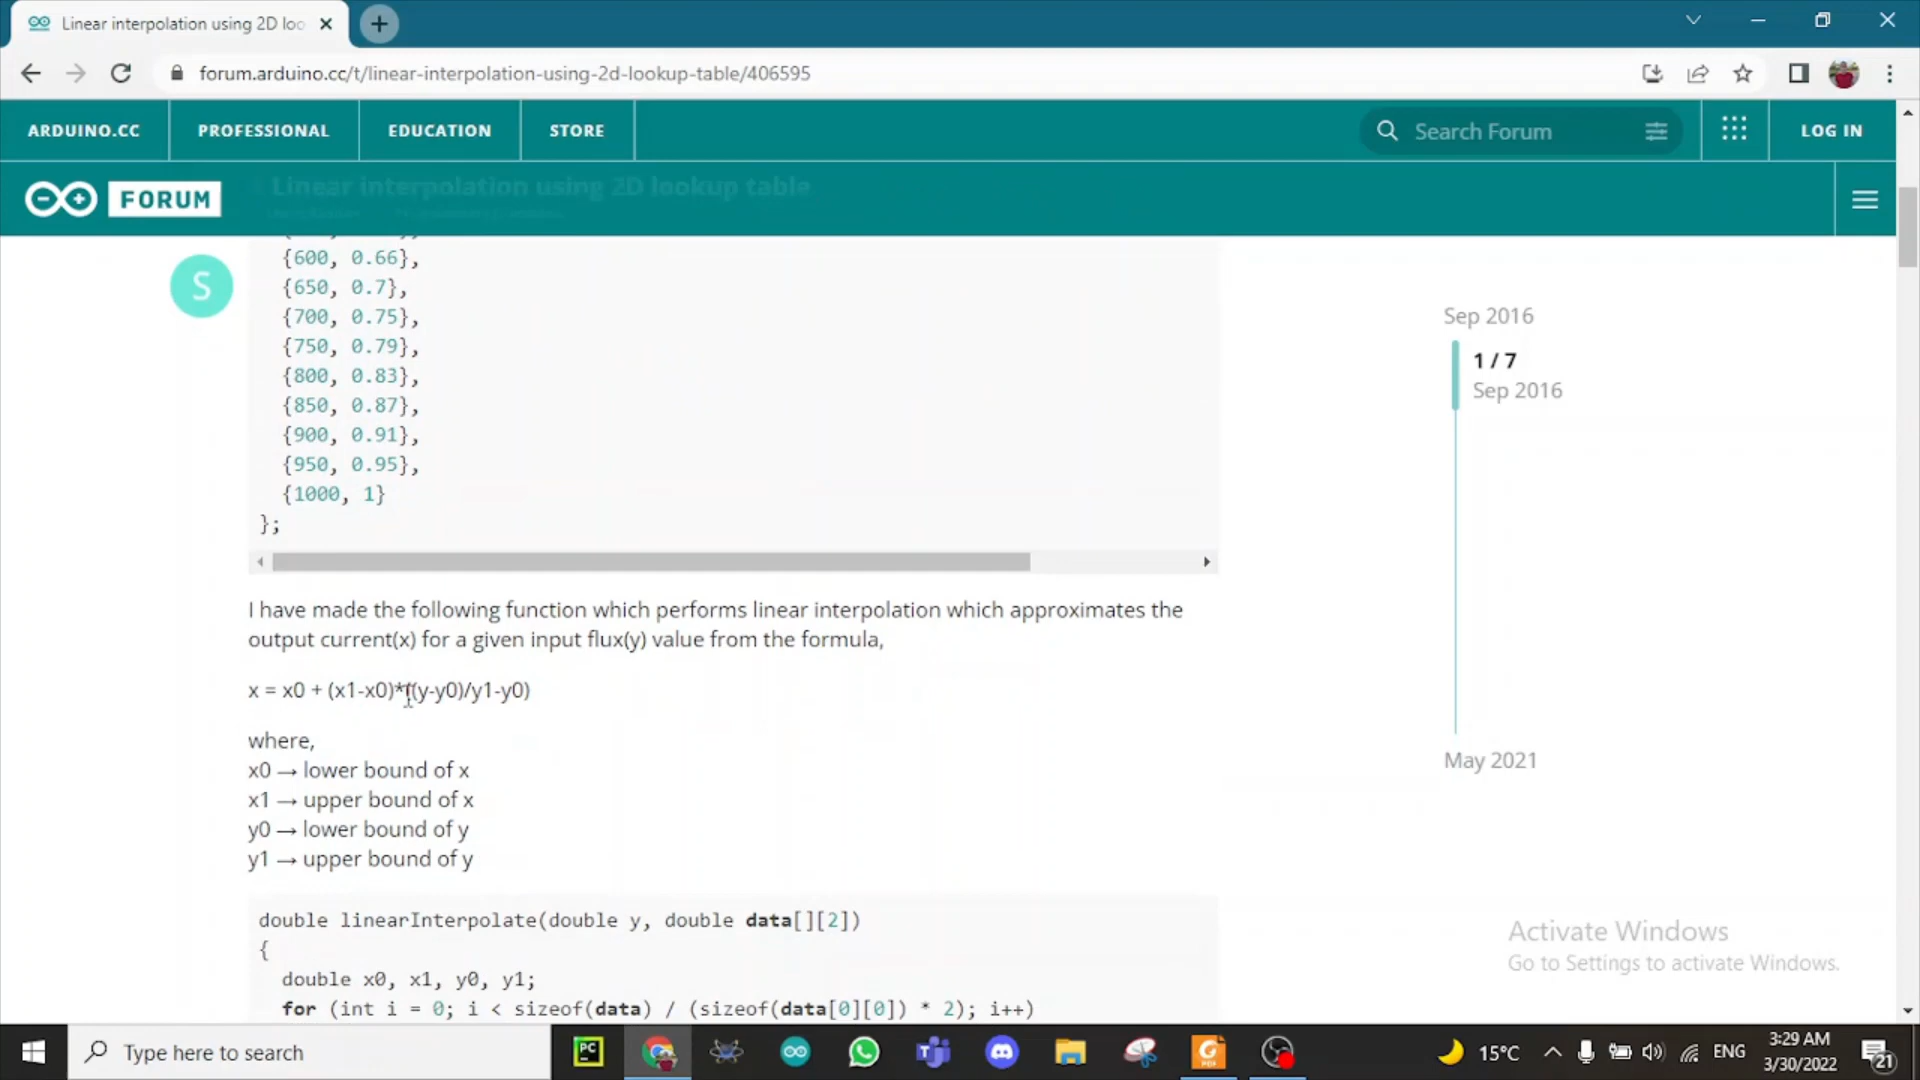 Linear interpolation using 2D loo
forum.arduino.cc/t/linear-interpolation-using-2d-lookup-table/406595
ARDUINO.CC
PROFESSIONAL
EDUCATION
STORE
Search Forum
LOG IN
FORUM
Linear interpolation using 2D lookup table
S
{600, 0.66},
{650, 0.7},
{700, 0.75},
{750, 0.79},
{800, 0.83},
{850, 0.87},
{900, 0.91},
{950, 0.95},
{1000, 1}
};
Sep 2016
1 / 7
Sep 2016
May 2021
I have made the following function which performs linear interpolation which approximates the
output current(x) for a given input flux(y) value from the formula,
x = x0 + (x1-x0)*((y-y0)/y1-y0)
where,
x0 → lower bound of x
x1 → upper bound of x
y0 → lower bound of y
y1 → upper bound of y
double linearInterpolate(double y, double data[][2])
{
double x0, x1, y0, y1;
for (int i = 0; i < sizeof(data) / (sizeof(data[0][0]) * 2); i++)
Activate Windows
Go to Settings to activate Windows.
Type here to search
PC
15°C
ENG
3:29 AM
3/30/2022
21